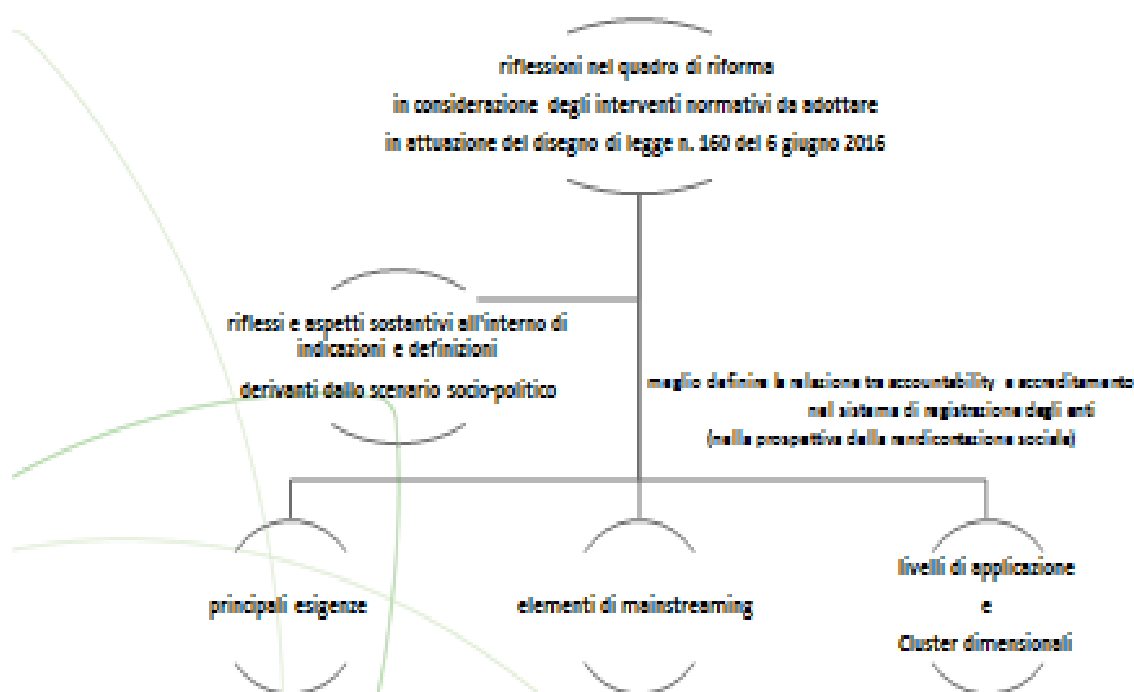 riflessioni nel quadro di riforma
in considerazione degli interventi normativi da adottare
in attuazione del disegno di legge n. 160 del 6 giugno 2016
riflessi e aspetti sostantivi all'interno di
indicazioni e definizioni
derivanti dallo scenario socio-politico
meglio definire la relazione tra accountability e accreditamento
nel sistema di registrazione degli enti
(nella prospettiva della rendicontazione sociale)
principali esigenze
elementi di mainstreaming
livelli di applicazione
e
Cluster dimensionali